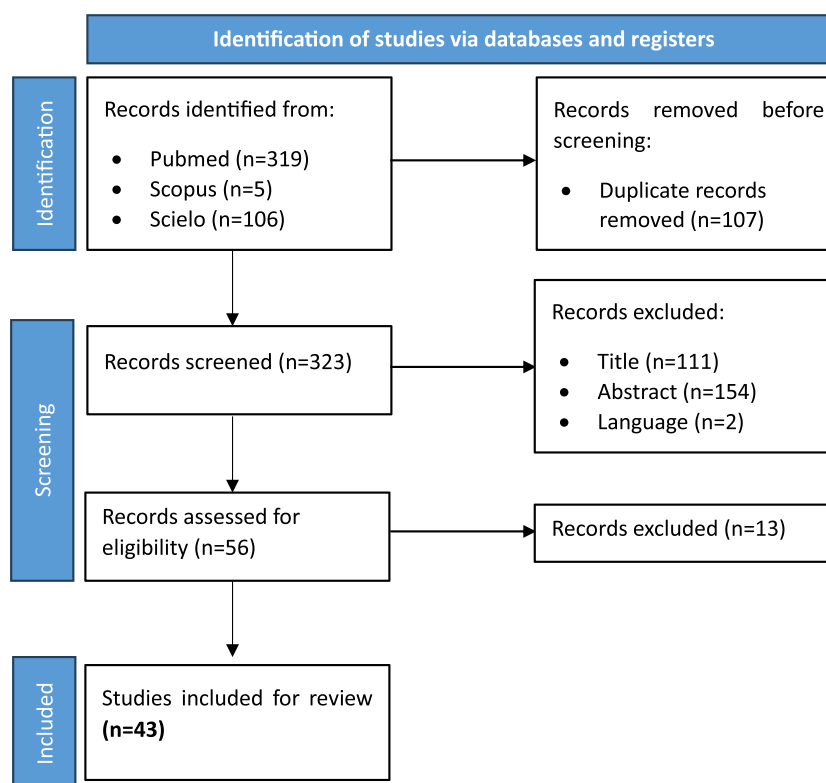 Identification of studies via databases and registers
Identification
Records identified from:
• Pubmed (n=319)
• Scopus (n=5)
• Scielo (n=106)
Records removed before
screening:
• Duplicate records
removed (n=107)
Screening
Records screened (n=323)
Records excluded:
• Title (n=111)
• Abstract (n=154)
• Language (n=2)
Records assessed for
eligibility (n=56)
Records excluded (n=13)
Included
Studies included for review
(n=43)